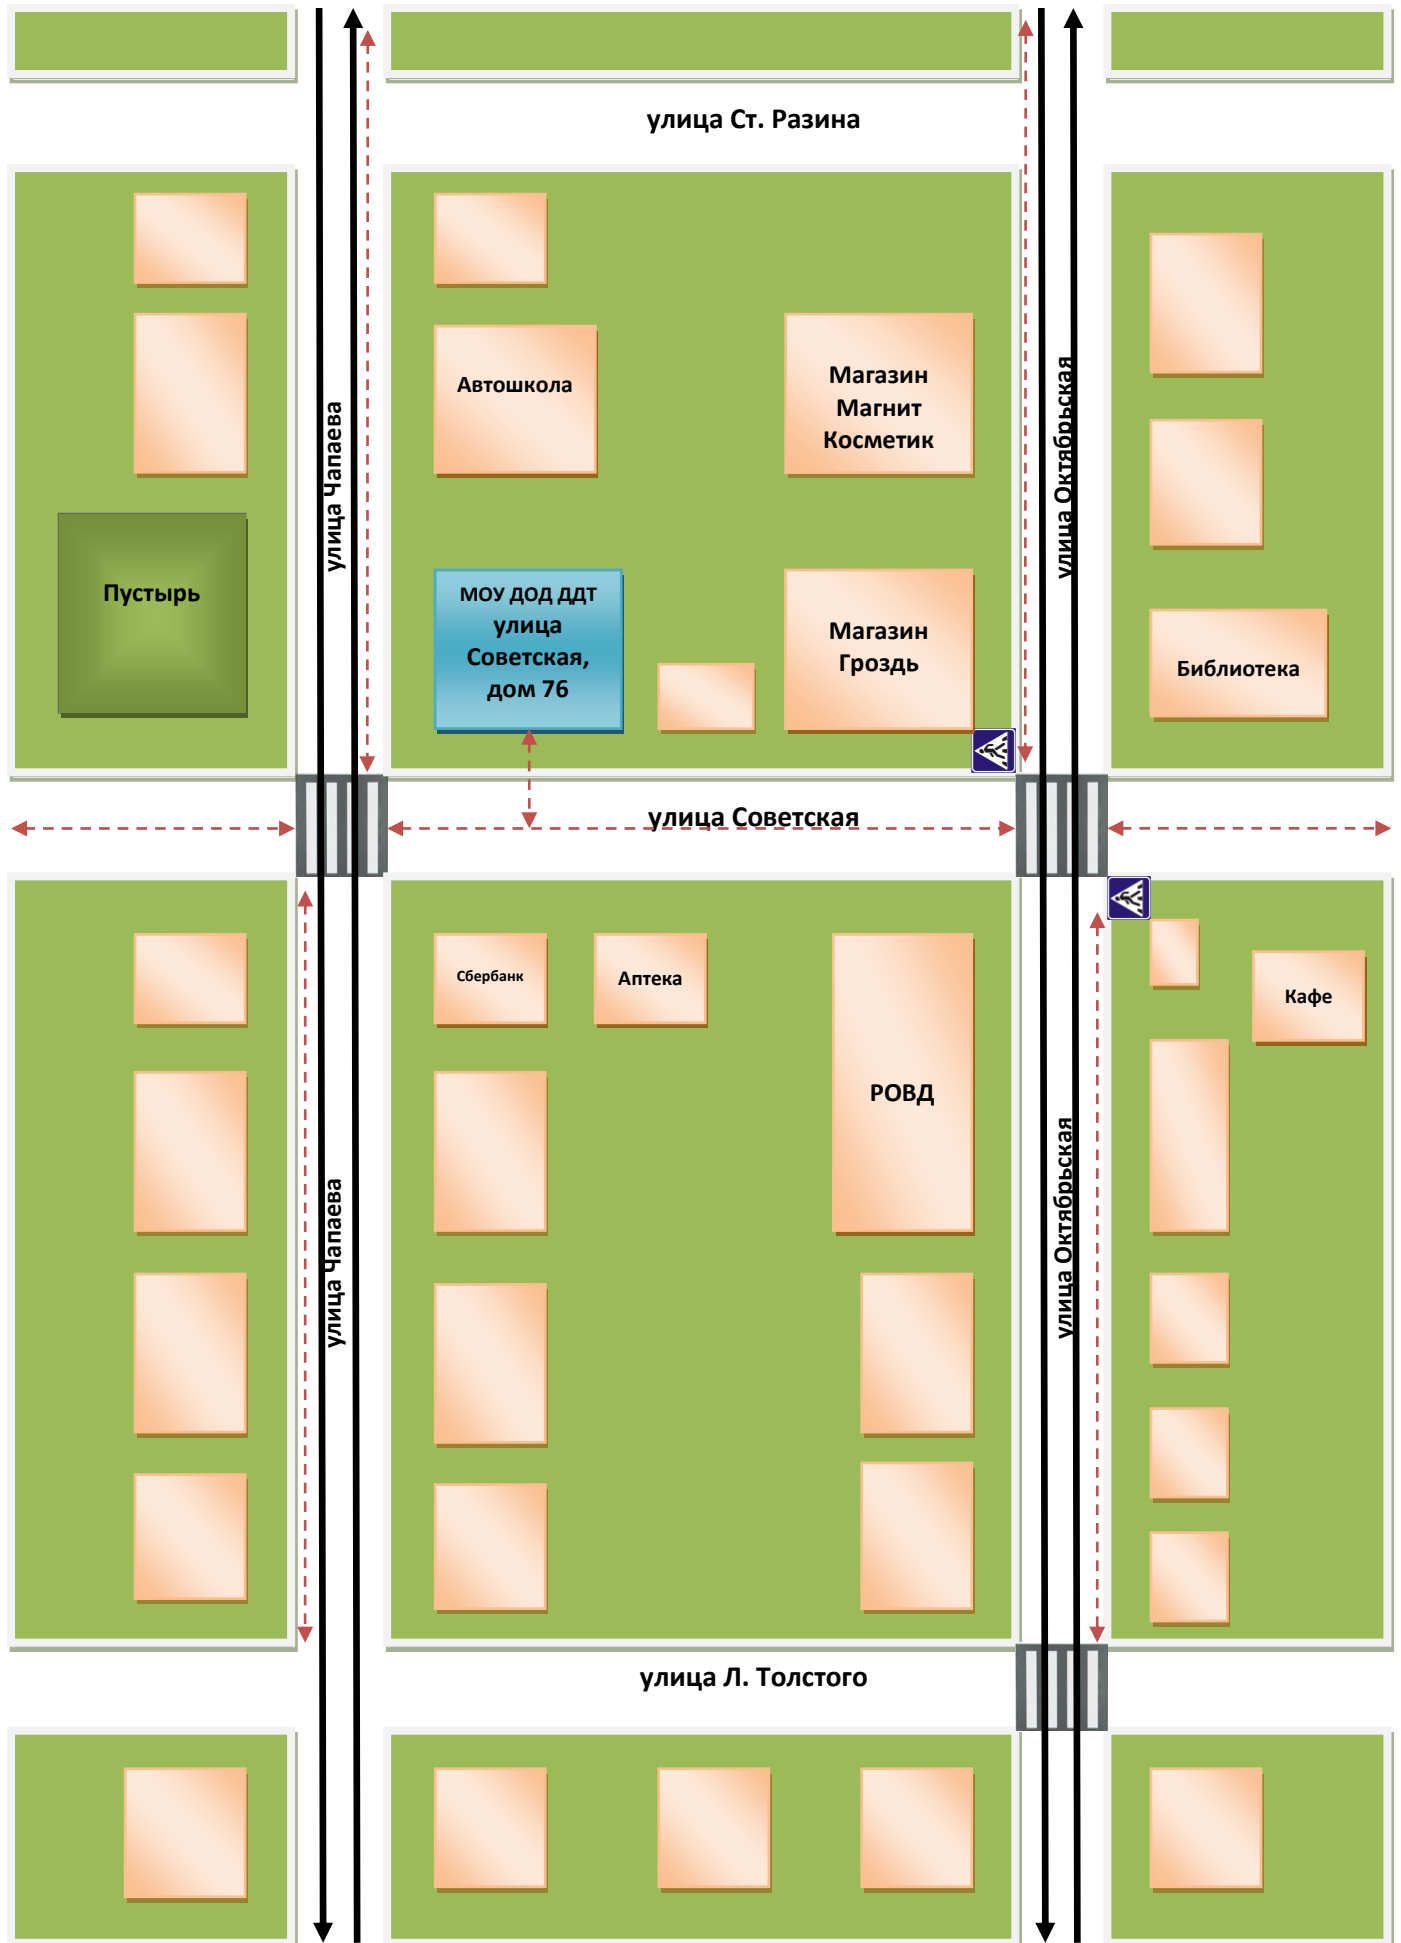 улица Ст. Разина
Автошкола
Магазин
Магнит
Косметик
улица Чапаева
улица Октябрьская
Пустырь
МОУ ДОД ДДТ
улица
Советская,
дом 76
Магазин
Гроздь
Библиотека
улица Советская
Сбербанк
Аптека
РОВД
Кафе
улица Чапаева
улица Октябрьская
улица Л. Толстого